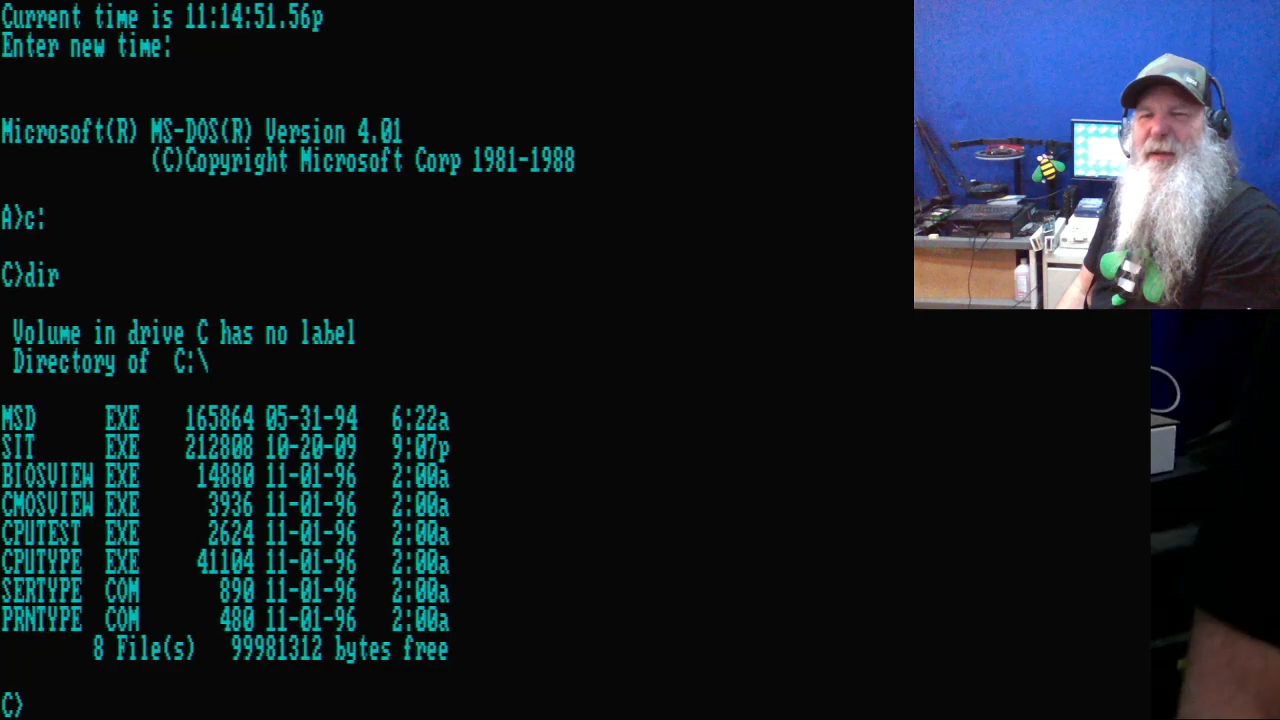 Current time is 11:14:51.56p
Enter new time:
Microsoft(R) MS-DOS(R) Version 4.01
(C)Copyright Microsoft Corp 1981-1988
A>c:
C>dir
Volume in drive C has no label
Directory of  C:\
MSD      EXE    165864 05-31-94   6:22a
SIT      EXE    212808 10-20-09   9:07p
BIOSVIEW EXE     14880 11-01-96   2:00a
CMOSVIEW EXE      3936 11-01-96   2:00a
CPUTEST  EXE      2624 11-01-96   2:00a
CPUTYPE  EXE     41104 11-01-96   2:00a
SERTYPE  COM       890 11-01-96   2:00a
PRNTYPE  COM       480 11-01-96   2:00a
8 File(s)   99981312 bytes free
C>